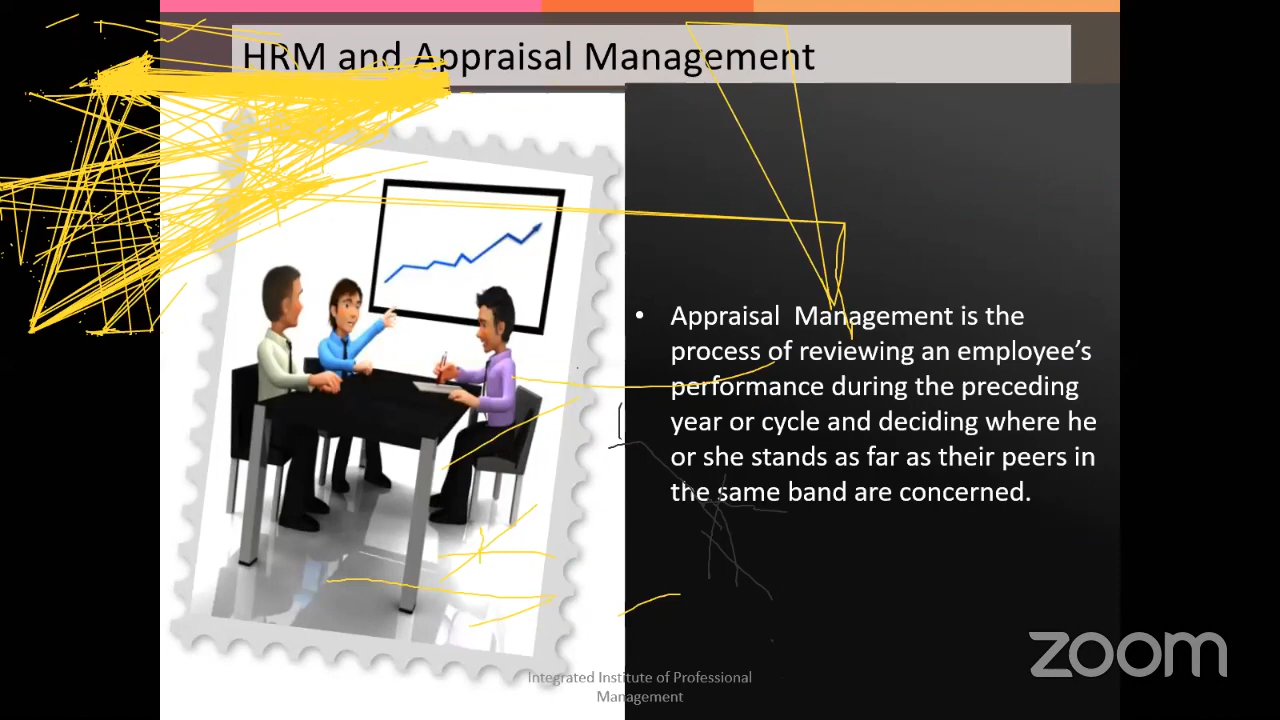 HRM and Appraisal Management
• Appraisal  Management is the
process of reviewing an employee’s
performance during the preceding
year or cycle and deciding where he
or she stands as far as their peers in
the same band are concerned.
zoom
Integrated Institute of Professional
Management